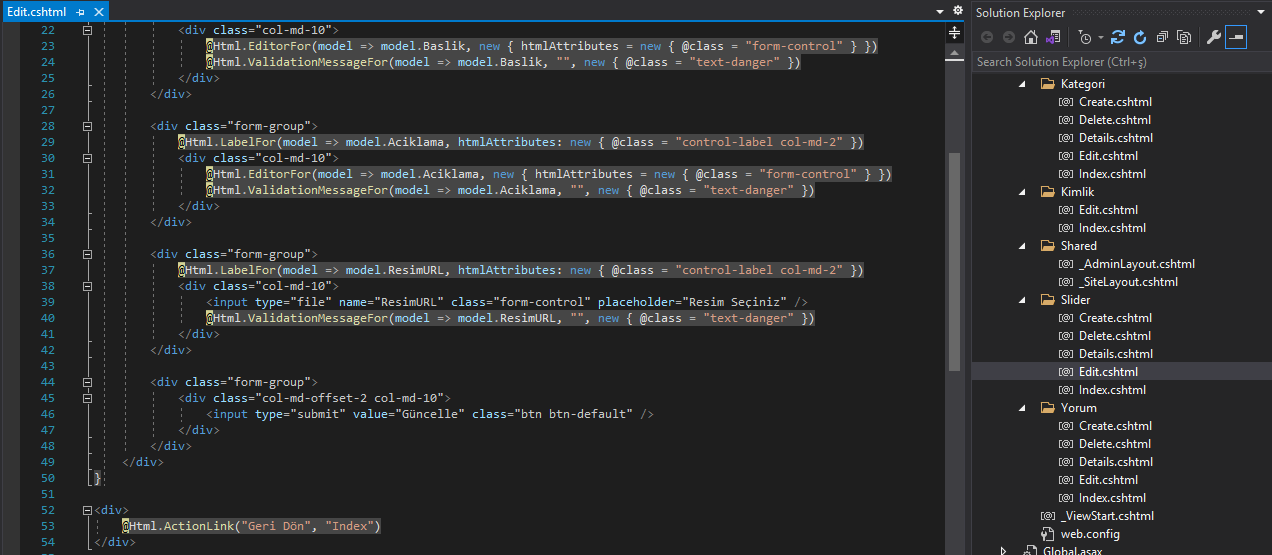 Edit.cshtml
22 <div class="col-md-10">
23 @Html.EditorFor(model => model.Baslik, new { htmlAttributes = new { @class = "form-control" } })
24 @Html.ValidationMessageFor(model => model.Baslik, "", new { @class = "text-danger" })
25 </div>
26 </div>
27
28 <div class="form-group">
29 @Html.LabelFor(model => model.Aciklama, htmlAttributes: new { @class = "control-label col-md-2" })
30 <div class="col-md-10">
31 @Html.EditorFor(model => model.Aciklama, new { htmlAttributes = new { @class = "form-control" } })
32 @Html.ValidationMessageFor(model => model.Aciklama, "", new { @class = "text-danger" })
33 </div>
34 </div>
35
36 <div class="form-group">
37 @Html.LabelFor(model => model.ResimURL, htmlAttributes: new { @class = "control-label col-md-2" })
38 <div class="col-md-10">
39 <input type="file" name="ResimURL" class="form-control" placeholder="Resim Seçiniz" />
40 @Html.ValidationMessageFor(model => model.ResimURL, "", new { @class = "text-danger" })
41 </div>
42 </div>
43
44 <div class="form-group">
45 <div class="col-md-offset-2 col-md-10">
46 <input type="submit" value="Güncelle" class="btn btn-default" />
47 </div>
48 </div>
49 </div>
50 }
51
52 <div>
53 @Html.ActionLink("Geri Dön", "Index")
54 </div>
Solution Explorer
Search Solution Explorer (Ctrl+ş)
Kategori
Create.cshtml
Delete.cshtml
Details.cshtml
Edit.cshtml
Index.cshtml
Kimlik
Edit.cshtml
Index.cshtml
Shared
_AdminLayout.cshtml
_SiteLayout.cshtml
Slider
Create.cshtml
Delete.cshtml
Details.cshtml
Edit.cshtml
Index.cshtml
Yorum
Create.cshtml
Delete.cshtml
Details.cshtml
Edit.cshtml
Index.cshtml
_ViewStart.cshtml
web.config
Global.asax